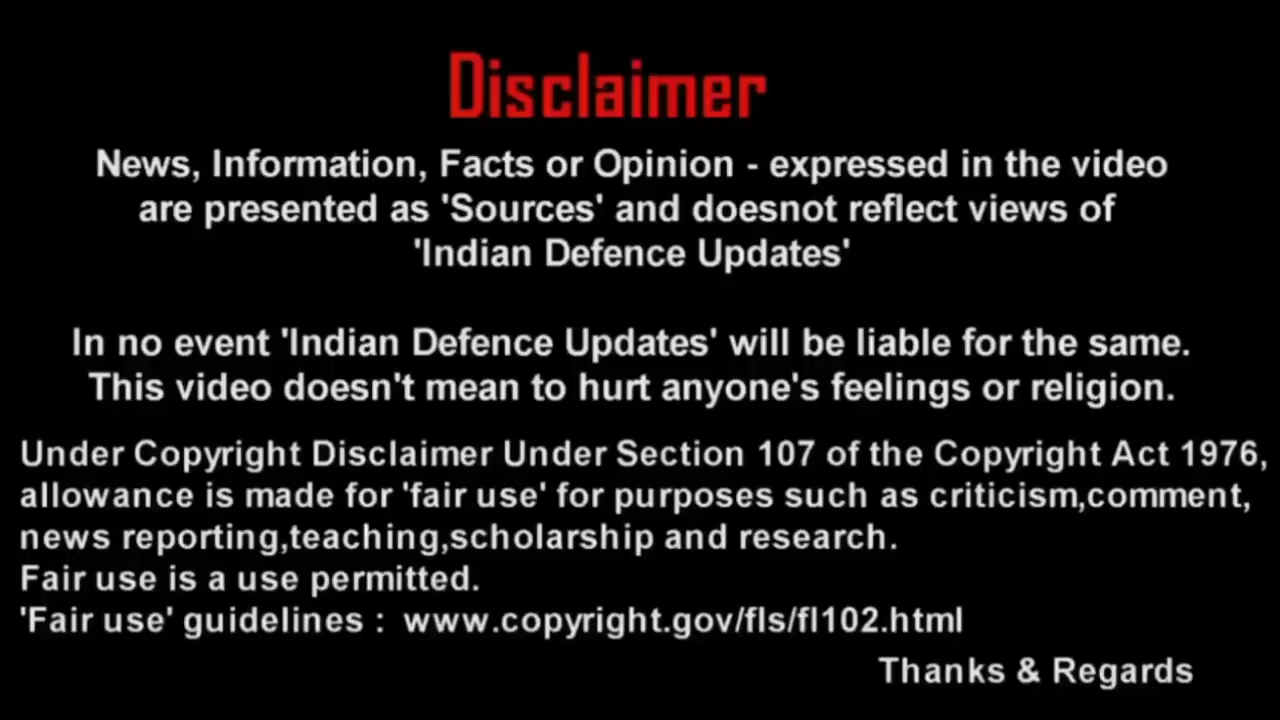 Disclaimer
News, Information, Facts or Opinion - expressed in the video
are presented as 'Sources' and doesnot reflect views of
'Indian Defence Updates'
In no event 'Indian Defence Updates' will be liable for the same.
This video doesn't mean to hurt anyone's feelings or religion.
Under Copyright Disclaimer Under Section 107 of the Copyright Act 1976,
allowance is made for 'fair use' for purposes such as criticism,comment,
news reporting,teaching,scholarship and research.
Fair use is a use permitted.
'Fair use' guidelines : www.copyright.gov/fls/fl102.html
Thanks & Regards